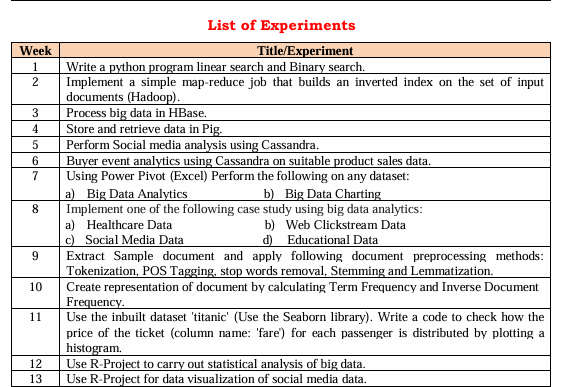 List of Experiments
Week Title/Experiment
1 Write a python program linear search and Binary search.
2 Implement a simple map-reduce job that builds an inverted index on the set of input
documents (Hadoop).
3 Process big data in HBase.
4 Store and retrieve data in Pig.
5 Perform Social media analysis using Cassandra.
6 Buyer event analytics using Cassandra on suitable product sales data.
7 Using Power Pivot (Excel) Perform the following on any dataset:
a) Big Data Analytics b) Big Data Charting
8 Implement one of the following case study using big data analytics:
a) Healthcare Data b) Web Clickstream Data
c) Social Media Data d) Educational Data
9 Extract Sample document and apply following document preprocessing methods:
Tokenization, POS Tagging, stop words removal, Stemming and Lemmatization.
10 Create representation of document by calculating Term Frequency and Inverse Document
Frequency.
11 Use the inbuilt dataset 'titanic' (Use the Seaborn library). Write a code to check how the
price of the ticket (column name: 'fare') for each passenger is distributed by plotting a
histogram.
12 Use R-Project to carry out statistical analysis of big data.
13 Use R-Project for data visualization of social media data.